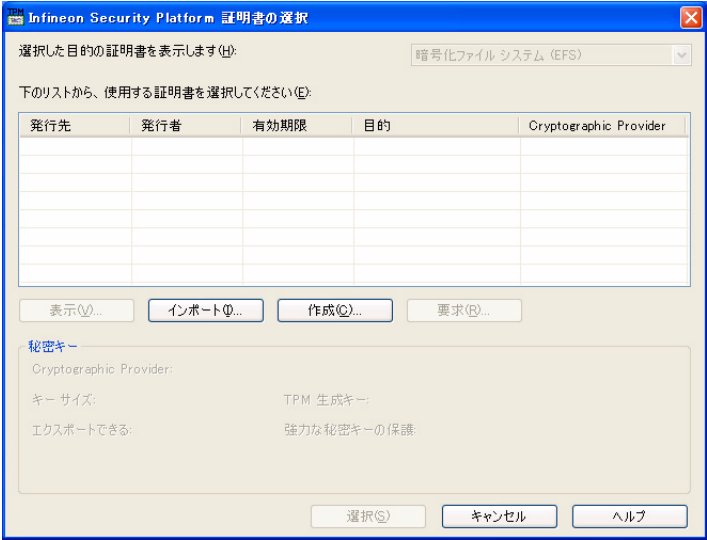 TPM Infineon Security Platform 証明書の選択
選択した目的の証明書を表示します(H):
暗号化ファイル システム (EFS)
下のリストから、使用する証明書を選択してください(E):
発行先 発行者 有効期限 目的 Cryptographic Provider
表示(V)... インポート(I)... 作成(C)... 要求(R)...
秘密キー
Cryptographic Provider:
キー サイズ: TPM 生成キー:
エクスポートできる: 強力な秘密キーの保護:
選択(S) キャンセル ヘルプ